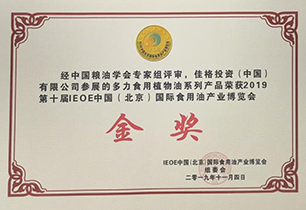 经中国粮油学会专家组评审，佳格投资（中国）
有限公司参展的多力食用植物油系列产品荣获2019
第十届IEOE中国（北京）国际食用油产业博览会
金奖
IEOE中国(北京)国际食用油产业博览会
组委会
二零一九年十一月四日